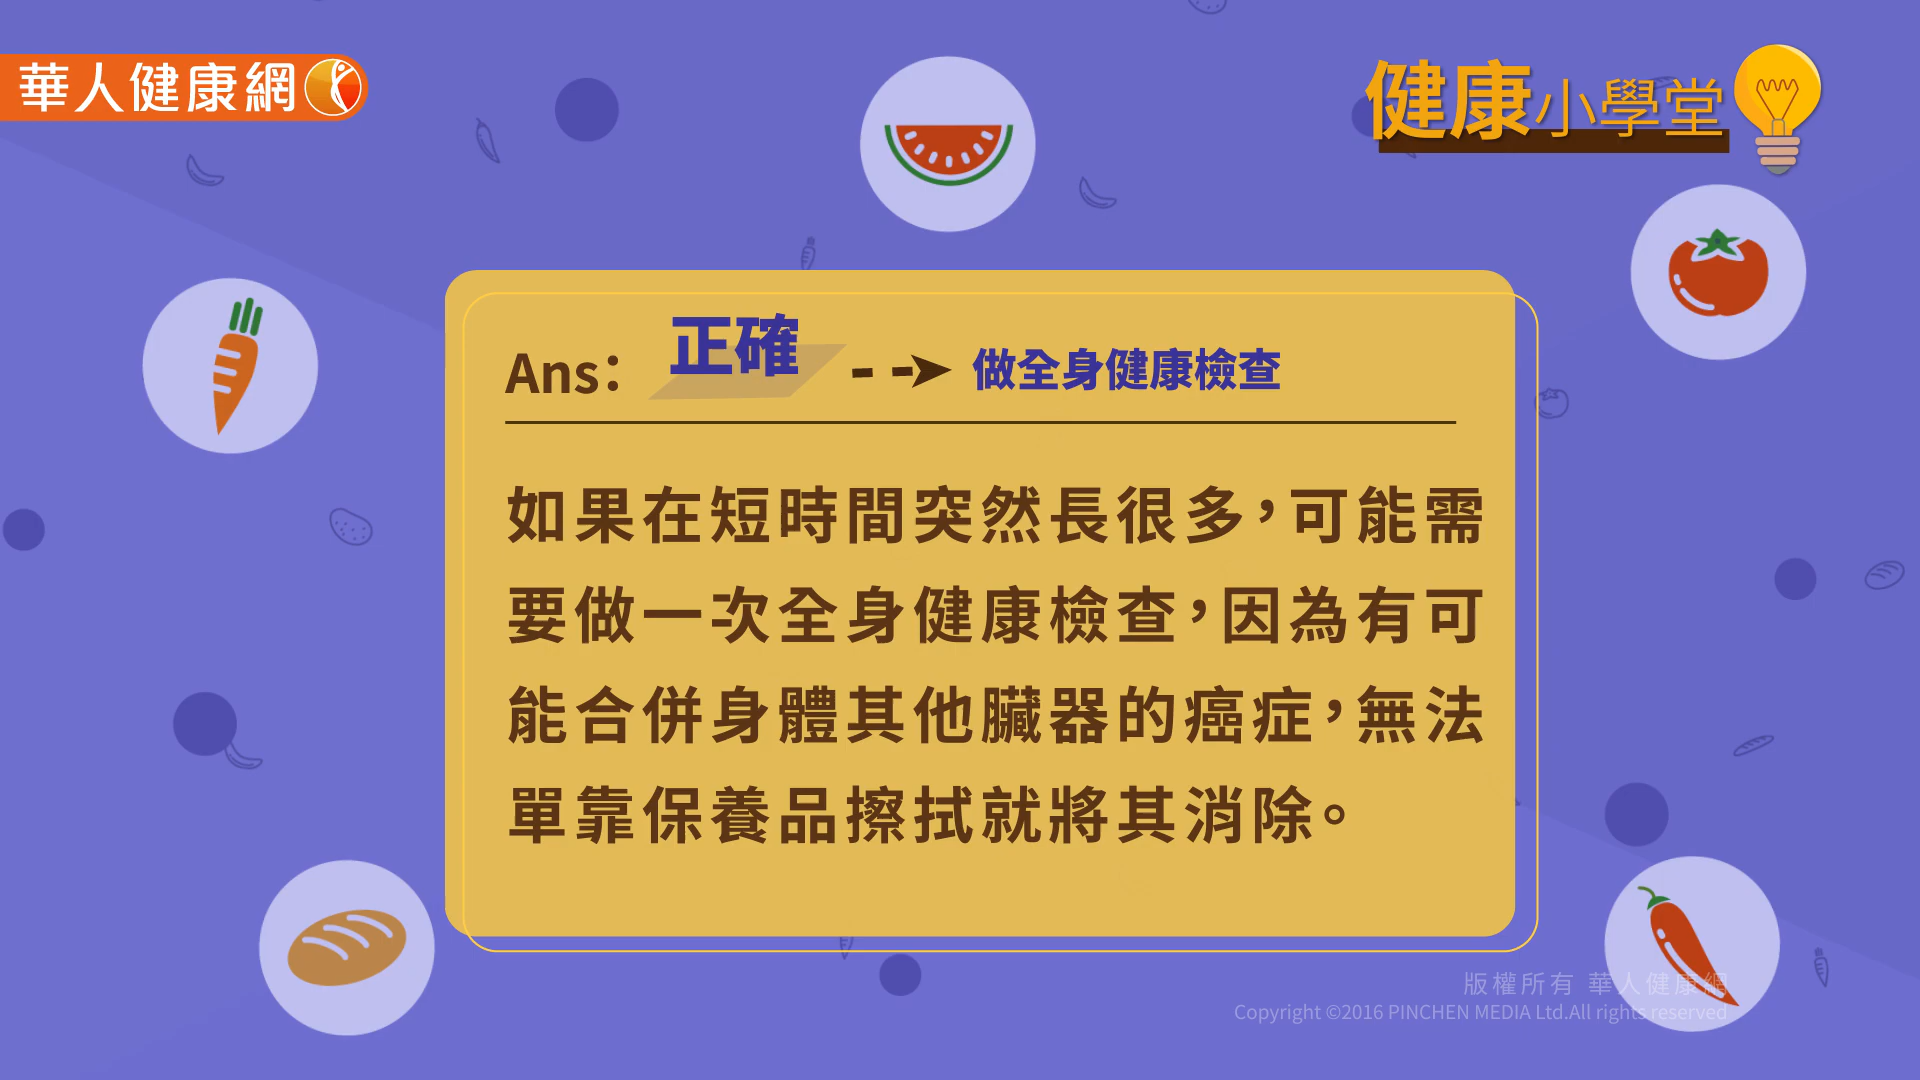 華人健康網
健康小學堂
Ans： 正確 做全身健康檢查
如果在短時間突然長很多，可能需
要做一次全身健康檢查，因為有可
能合併身體其他臟器的癌症，無法
單靠保養品擦拭就將其消除。
版權所有 華人健康網
Copyright ©2016 PINCHEN MEDIA Ltd.All rights reserved